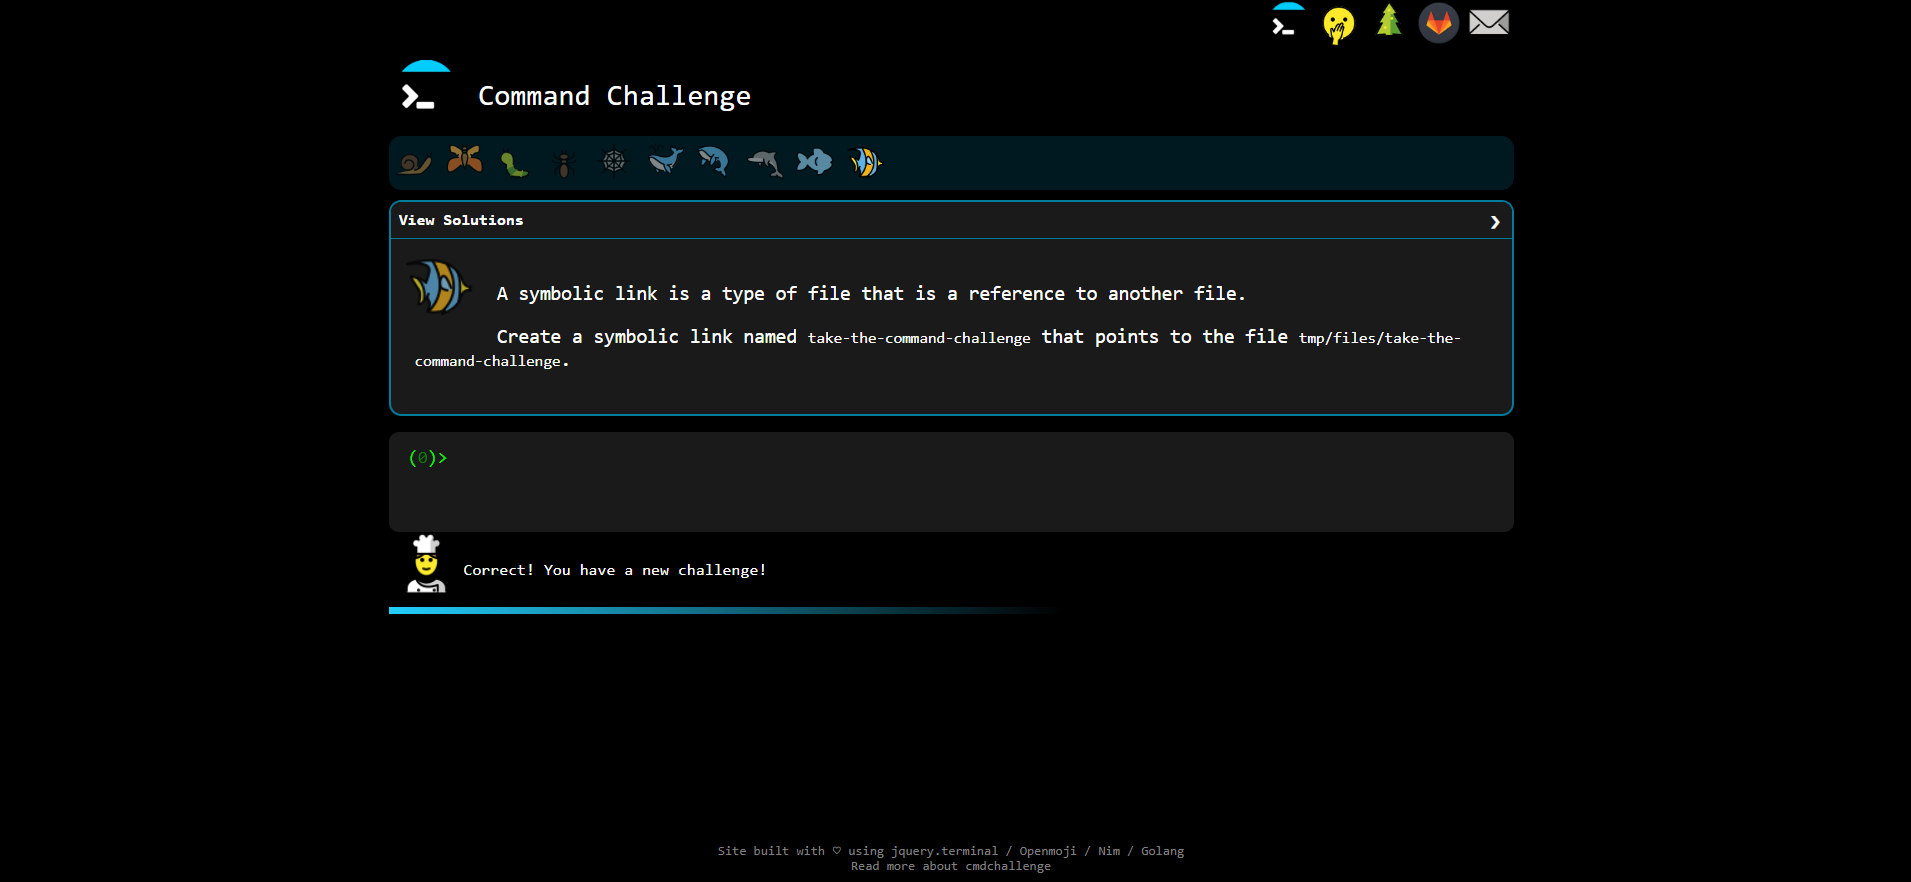 Command Challenge
View Solutions
A symbolic link is a type of file that is a reference to another file.
Create a symbolic link named take-the-command-challenge that points to the file tmp/files/take-the-
command-challenge.
(0)>
Correct! You have a new challenge!
Site built with ♡ using jquery.terminal / Openmoji / Nim / Golang
Read more about cmdchallenge